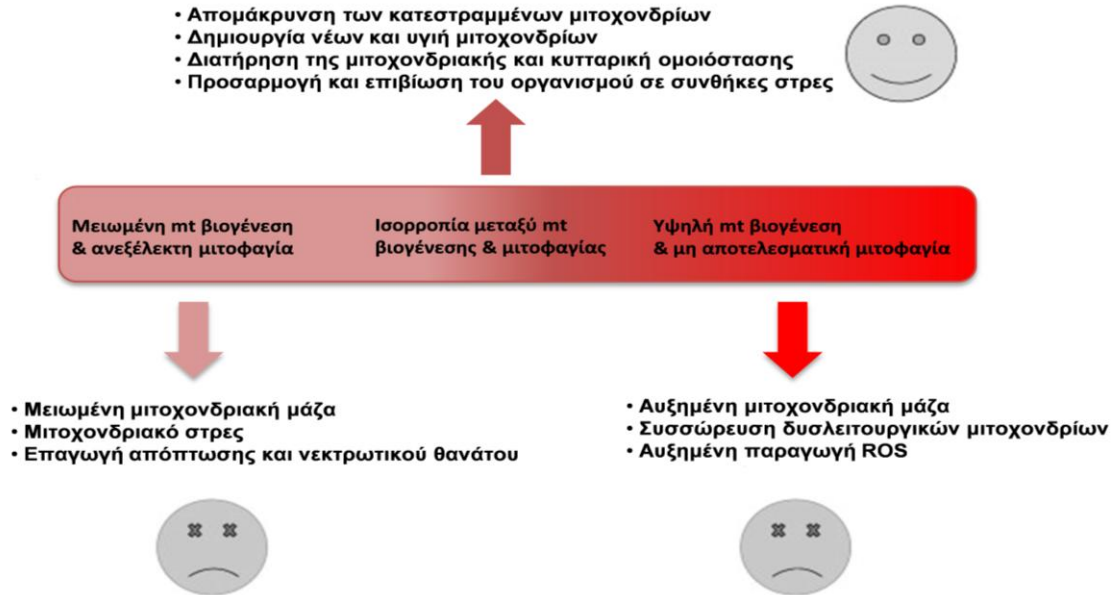 • Απομάκρυνση των κατεστραμμένων μιτοχονδρίων
• Δημιουργία νέων και υγιή μιτοχονδρίων
• Διατήρηση της μιτοχονδριακής και κυτταρική ομοιόστασης
• Προσαρμογή και επιβίωση του οργανισμού σε συνθήκες στρες
Μειωμένη mt βιογένεση
& ανεξέλεκτη μιτοφαγία
Ισορροπία μεταξύ mt
βιογένεσης & μιτοφαγίας
Υψηλή mt βιογένεση
& μη αποτελεσματική μιτοφαγία
• Μειωμένη μιτοχονδριακή μάζα
• Μιτοχονδριακό στρες
• Επαγωγή απόπτωσης και νεκτρωτικού θανάτου
• Αυξημένη μιτοχονδριακή μάζα
• Συσσώρευση δυσλειτουργικών μιτοχονδρίων
• Αυξημένη παραγωγή ROS